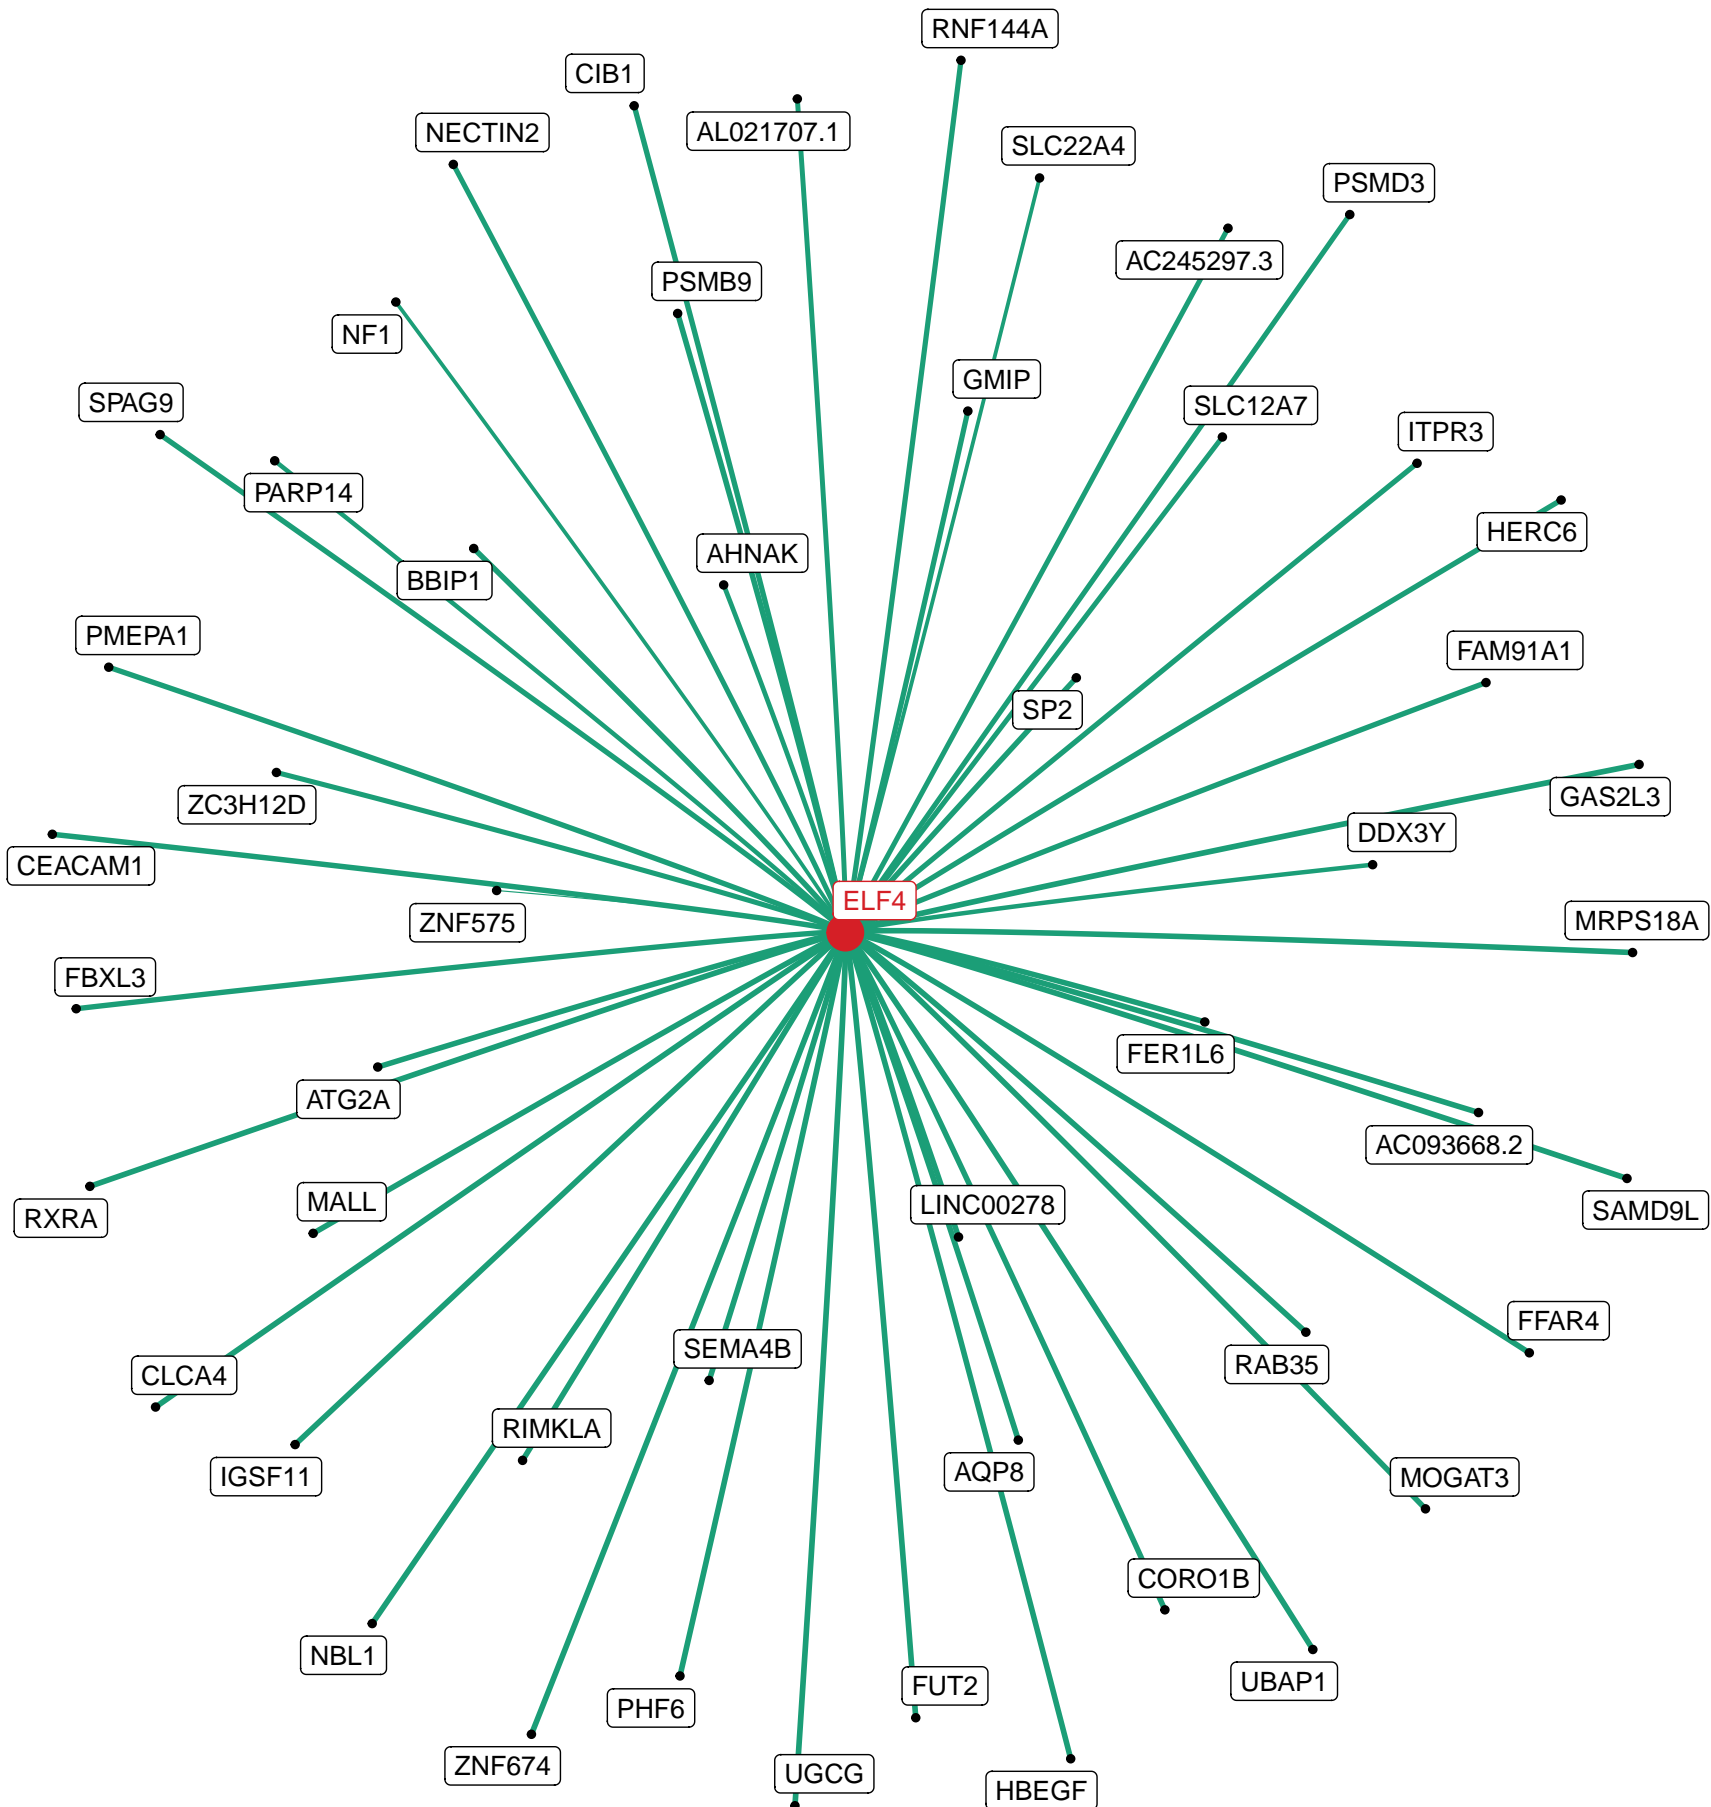 RNF144A
CIB1
AL021707.1
NECTIN2
SLC22A4
PSMD3
AC245297.3
PSMB9
NF1
GMIP
SPAG9
SLC12A7
ITPR3
PARP14
HERC6
AHNAK
BBIP1
PMEPA1
FAM91A1
SP2
GAS2L3
ZC3H12D
DDX3Y
CEACAM1
ELF4
ZNF575
MRPS18A
FBXL3
FER1L6
ATG2A
AC093668.2
MALL
LINC00278
SAMD9L
RXRA
FFAR4
SEMA4B
RAB35
CLCA4
RIMKLA
AQP8
IGSF11
MOGAT3
CORO1B
NBL1
UBAP1
FUT2
PHF6
ZNF674
UGCG
HBEGF